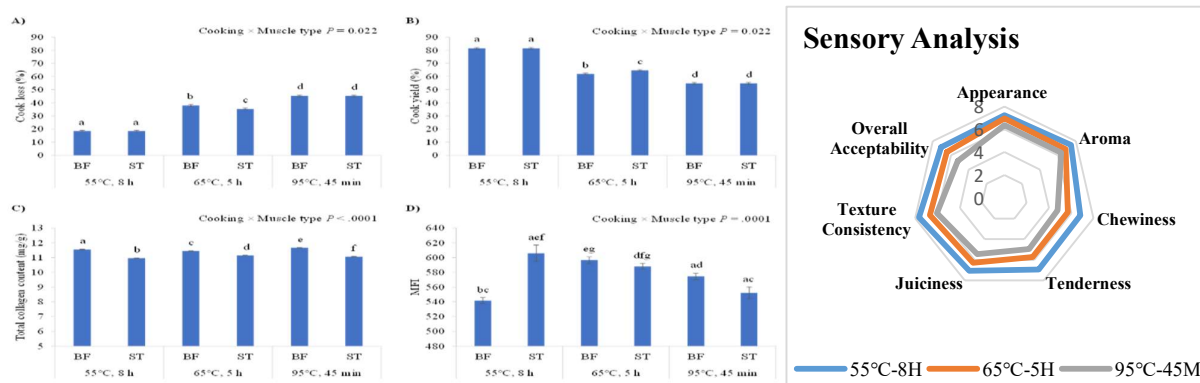 A)
Cooking × Muscle type P = 0.022
Cook loss (%)
90
80
70
60
50
40
30
20
10
0
a
a
b
c
d
d
BF
ST
BF
ST
BF
ST
55°C, 8 h
65°C, 5 h
95°C, 45 min
B)
Cooking × Muscle type P = 0.022
Cook yield (%)
90
80
70
60
50
40
30
20
10
0
a
a
b
c
d
d
BF
ST
BF
ST
BF
ST
55°C, 8 h
65°C, 5 h
95°C, 45 min
C)
Cooking × Muscle type P < .0001
Total collagen content (mg/g)
13
12
11
10
9
8
7
6
5
a
b
c
d
e
f
BF
ST
BF
ST
BF
ST
55°C, 8 h
65°C, 5 h
95°C, 45 min
D)
Cooking × Muscle type P = .0001
MFI
640
620
600
580
560
540
520
500
480
bc
aef
eg
dfg
ad
ac
BF
ST
BF
ST
BF
ST
55°C, 8 h
65°C, 5 h
95°C, 45 min
Sensory Analysis
Appearance
Aroma
Chewiness
Tenderness
Juiciness
Texture
Consistency
Overall
Acceptability
8
6
4
2
0
55°C-8H
65°C-5H
95°C-45M